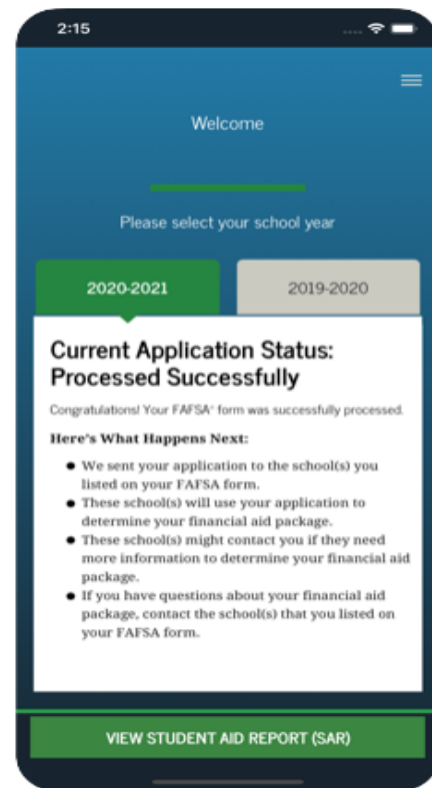 2:15
Welcome
Please select your school year
2020-2021
2019-2020
Current Application Status:
Processed Successfully
Congratulations! Your FAFSA® form was successfully processed.
Here's What Happens Next:
● We sent your application to the school(s) you
listed on your FAFSA form.
● These school(s) will use your application to
determine your financial aid package.
● These school(s) might contact you if they need
more information to determine your financial aid
package.
● If you have questions about your financial aid
package, contact the school(s) that you listed on
your FAFSA form.
VIEW STUDENT AID REPORT (SAR)